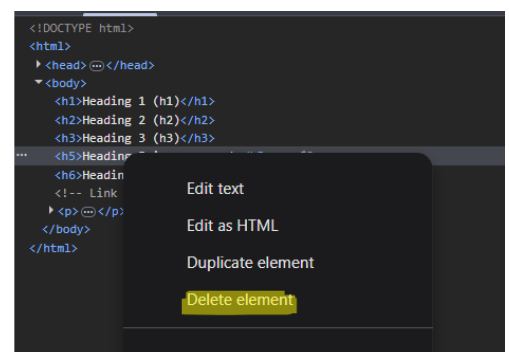 <!DOCTYPE html>
<html>
<head> … </head>
<body>
<h1>Heading 1 (h1)</h1>
<h2>Heading 2 (h2)</h2>
<h3>Heading 3 (h3)</h3>
<h5>Heading
<h6>Headin
<!-- Link
<p> … </p>
</body>
</html>
Edit text
Edit as HTML
Duplicate element
Delete element